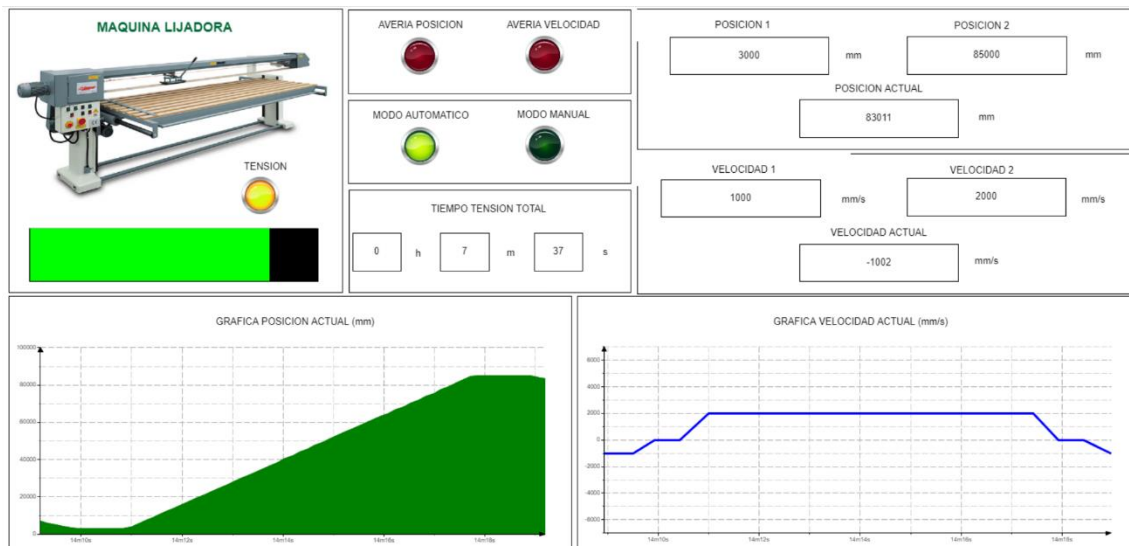 MAQUINA LIJADORA
TENSION
AVERIA POSICION
AVERIA VELOCIDAD
MODO AUTOMATICO
MODO MANUAL
TIEMPO TENSION TOTAL
0 h 7 m 37 s
POSICION 1
POSICION 2
3000 mm
85000 mm
POSICION ACTUAL
83011 mm
VELOCIDAD 1
VELOCIDAD 2
1000 mm/s
2000 mm/s
VELOCIDAD ACTUAL
-1002 mm/s
GRAFICA POSICION ACTUAL (mm)
100000
80000
60000
40000
20000
0
14m10s 14m12s 14m14s 14m16s 14m18s
GRAFICA VELOCIDAD ACTUAL (mm/s)
6000
4000
2000
0
-2000
-4000
-6000
14m10s 14m12s 14m14s 14m16s 14m18s